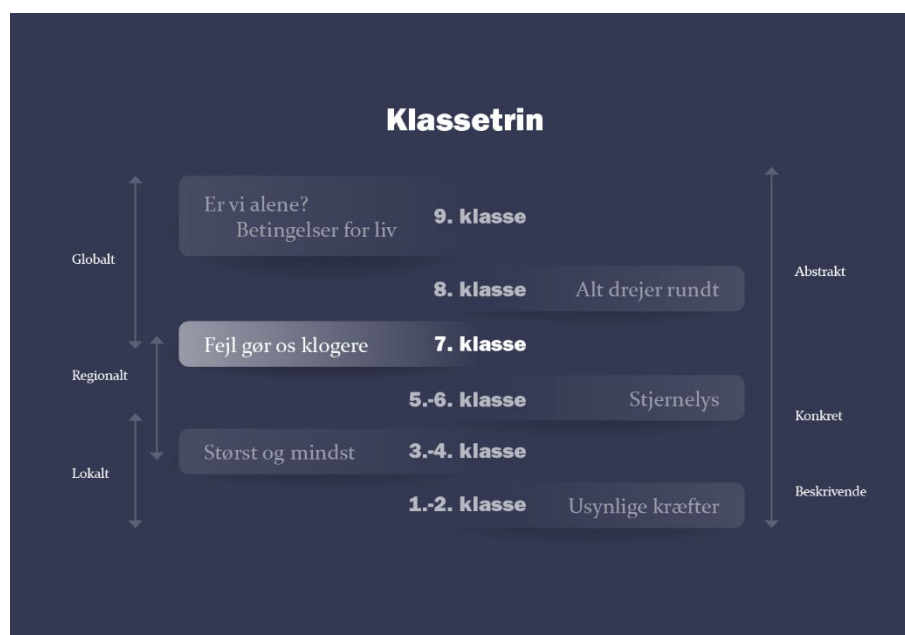 Klassetrin
Er vi alene?
Betingelser for liv
9. klasse
Globalt
Abstrakt
8. klasse
Alt drejer rundt
Fejl gør os klogere
7. klasse
Regionalt
5.-6. klasse
Stjernelys
Konkret
Størst og mindst
3.-4. klasse
Lokalt
Beskrivende
1.-2. klasse
Usynlige kræfter